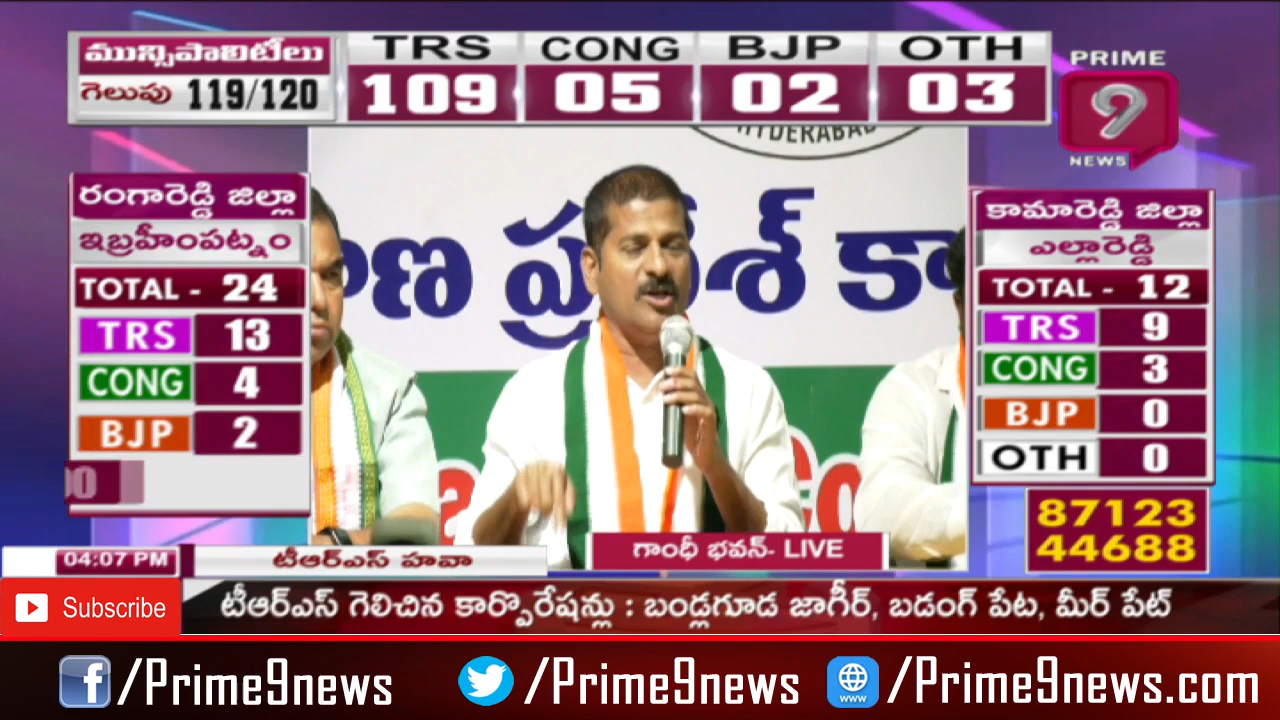 మున్సిపాలిటీలు
గెలుపు 119/120
TRS CONG BJP OTH
109 05 02 03
PRIME
9
NEWS
HYDERABAD
రంగారెడ్డి జిల్లా
ఇబ్రహీంపట్నం
TOTAL - 24
TRS 13
CONG 4
BJP 2
కామారెడ్డి జిల్లా
ఎల్లారెడ్డి
TOTAL - 12
TRS 9
CONG 3
BJP 0
OTH 0
87123
44688
04:07 PM
టీఆర్ఎస్ హవా
గాంధీ భవన్- LIVE
Subscribe
టీఆర్ఎస్ గెలిచిన కార్పొరేషన్లు : బండ్లగూడ జాగీర్, బడంగ్ పేట, మీర్ పేట్
/Prime9news
/Prime9news
www
/Prime9news.com